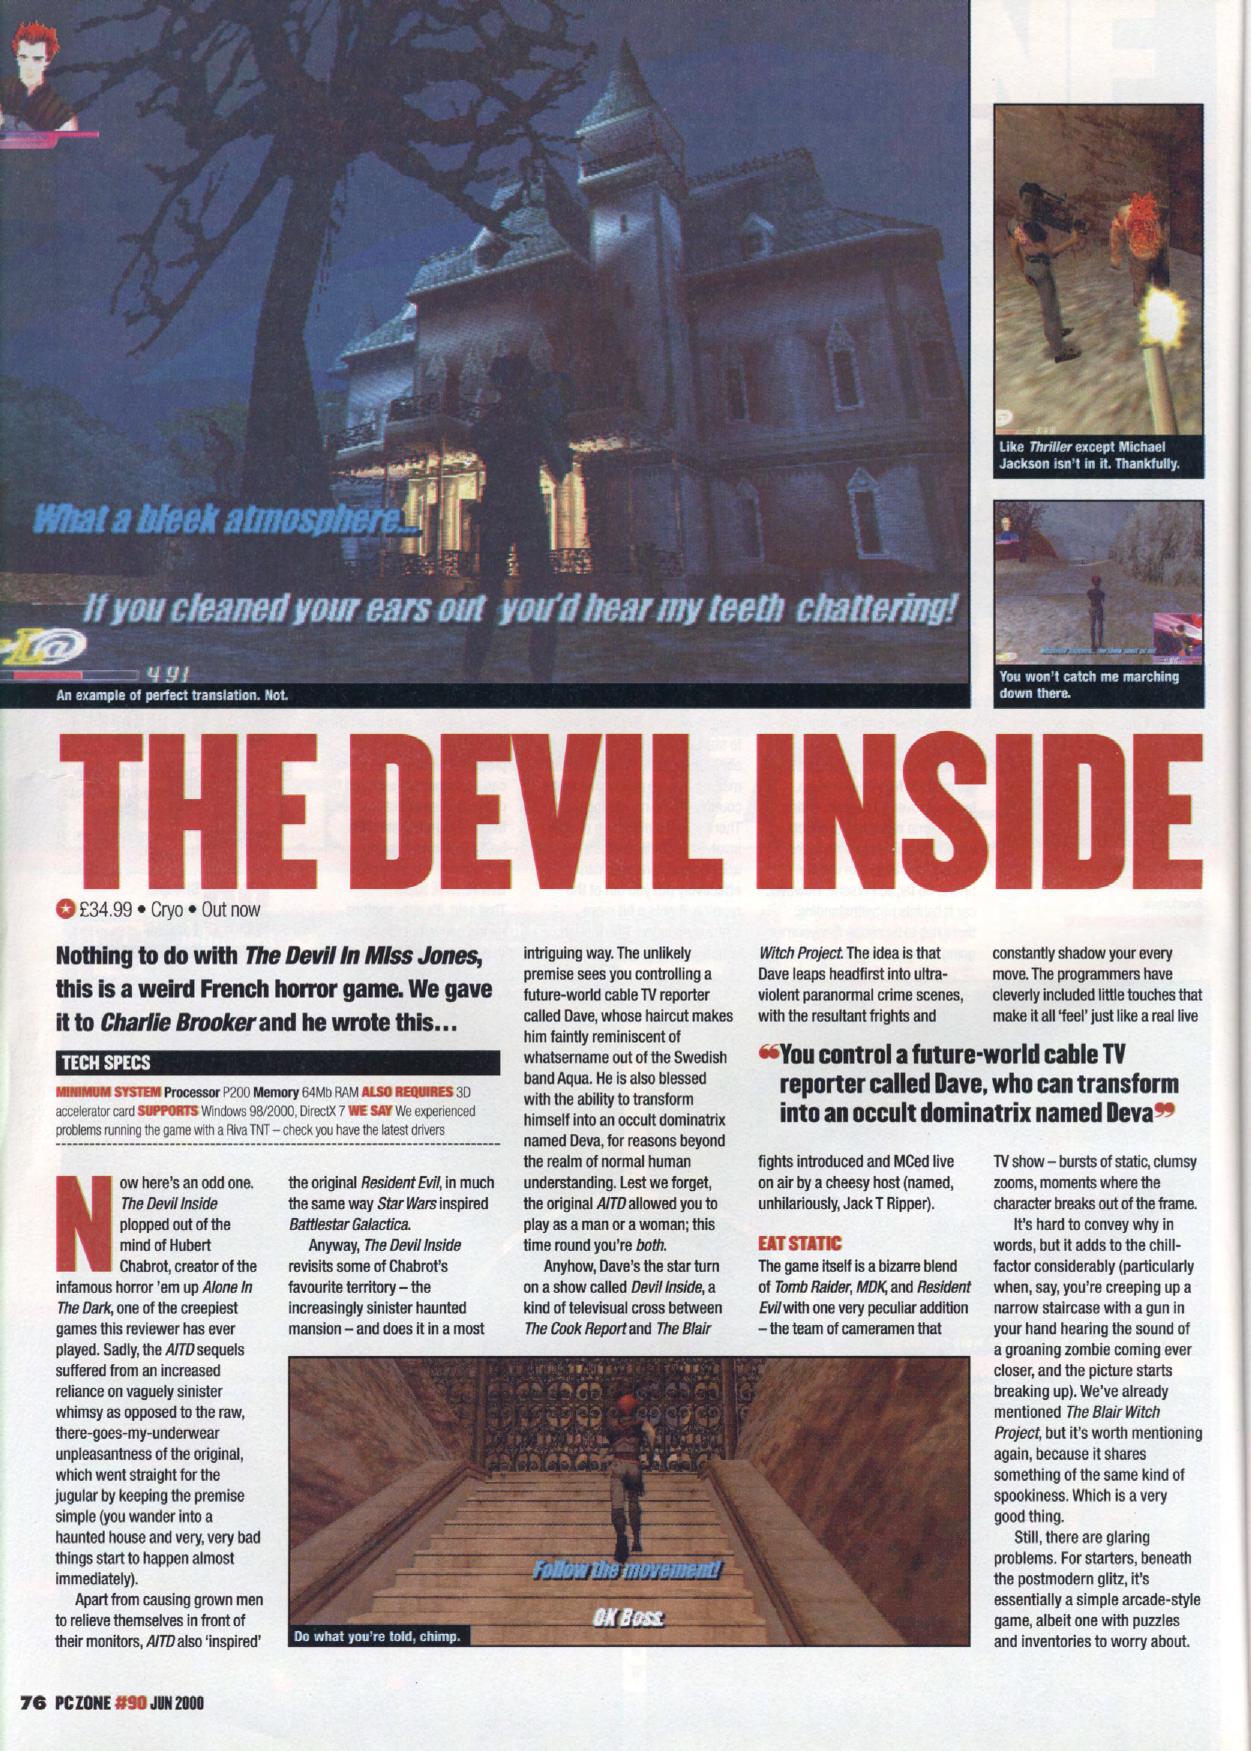 What a bleek atmosphere...
If you cleaned your ears out you'd hear my teeth chattering!
491
An example of perfect translation. Not.
Like Thriller except Michael
Jackson isn't in it. Thankfully.
You won't catch me marching
down there.
THE DEVIL INSIDE
£34.99 • Cryo • Out now
Nothing to do with The Devil In MIss Jones,
this is a weird French horror game. We gave
it to Charlie Brooker and he wrote this...
TECH SPECS
MINIMUM SYSTEM Processor P200 Memory 64Mb RAM ALSO REQUIRES 3D
accelerator card SUPPORTS Windows 98/2000, DirectX 7 WE SAY We experienced
problems running the game with a Riva TNT – check you have the latest drivers
Now here's an odd one.
The Devil Inside
plopped out of the
mind of Hubert
Chabrot, creator of the
infamous horror 'em up Alone In
The Dark, one of the creepiest
games this reviewer has ever
played. Sadly, the AITD sequels
suffered from an increased
reliance on vaguely sinister
whimsy as opposed to the raw,
there-goes-my-underwear
unpleasantness of the original,
which went straight for the
jugular by keeping the premise
simple (you wander into a
haunted house and very, very bad
things start to happen almost
immediately).
Apart from causing grown men
to relieve themselves in front of
their monitors, AITD also 'inspired'
the original Resident Evil, in much
the same way Star Wars inspired
Battlestar Galactica.
Anyway, The Devil Inside
revisits some of Chabrot's
favourite territory – the
increasingly sinister haunted
mansion – and does it in a most
intriguing way. The unlikely
premise sees you controlling a
future-world cable TV reporter
called Dave, whose haircut makes
him faintly reminiscent of
whatsername out of the Swedish
band Aqua. He is also blessed
with the ability to transform
himself into an occult dominatrix
named Deva, for reasons beyond
the realm of normal human
understanding. Lest we forget,
the original AITD allowed you to
play as a man or a woman; this
time round you're both.
Anyhow, Dave's the star turn
on a show called Devil Inside, a
kind of televisual cross between
The Cook Report and The Blair
Witch Project. The idea is that
Dave leaps headfirst into ultra-
violent paranormal crime scenes,
with the resultant frights and
“You control a future-world cable TV
reporter called Dave, who can transform
into an occult dominatrix named Deva”
fights introduced and MCed live
on air by a cheesy host (named,
unhilariously, Jack T Ripper).
EAT STATIC
The game itself is a bizarre blend
of Tomb Raider, MDK, and Resident
Evil with one very peculiar addition
– the team of cameramen that
constantly shadow your every
move. The programmers have
cleverly included little touches that
make it all 'feel' just like a real live
TV show – bursts of static, clumsy
zooms, moments where the
character breaks out of the frame.
It's hard to convey why in
words, but it adds to the chill-
factor considerably (particularly
when, say, you're creeping up a
narrow staircase with a gun in
your hand hearing the sound of
a groaning zombie coming ever
closer, and the picture starts
breaking up). We've already
mentioned The Blair Witch
Project, but it's worth mentioning
again, because it shares
something of the same kind of
spookiness. Which is a very
good thing.
Still, there are glaring
problems. For starters, beneath
the postmodern glitz, it's
essentially a simple arcade-style
game, albeit one with puzzles
and inventories to worry about.
Follow the movement!
OK Boss
Do what you're told, chimp.
76 PCZONE #90 JUN 2000